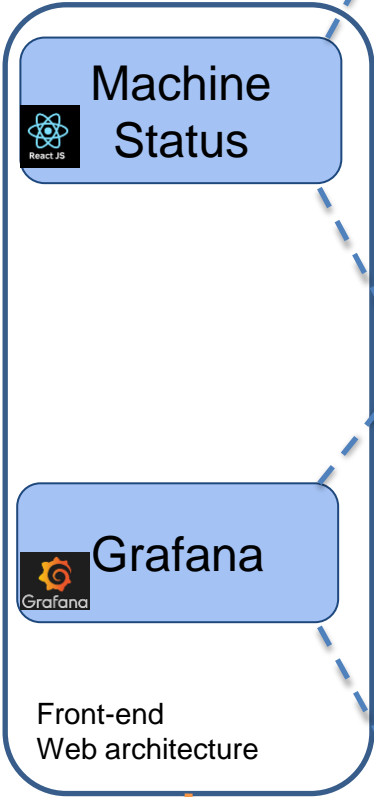 Machine
Status
React JS
Grafana
Grafana
Front-end
Web architecture